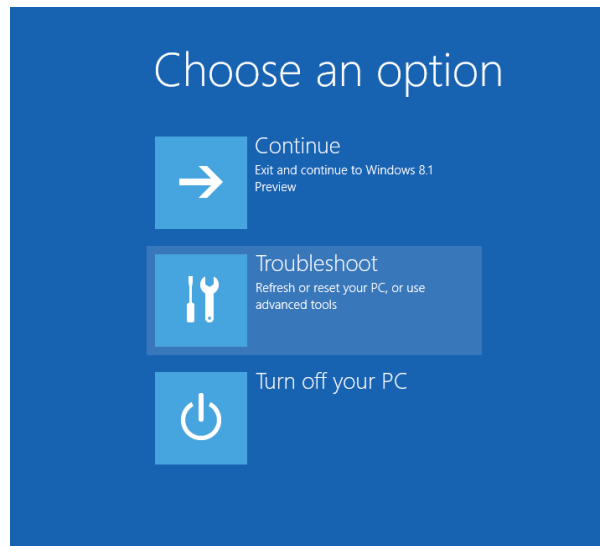 Choose an option
Continue
Exit and continue to Windows 8.1
Preview
Troubleshoot
Refresh or reset your PC, or use
advanced tools
Turn off your PC